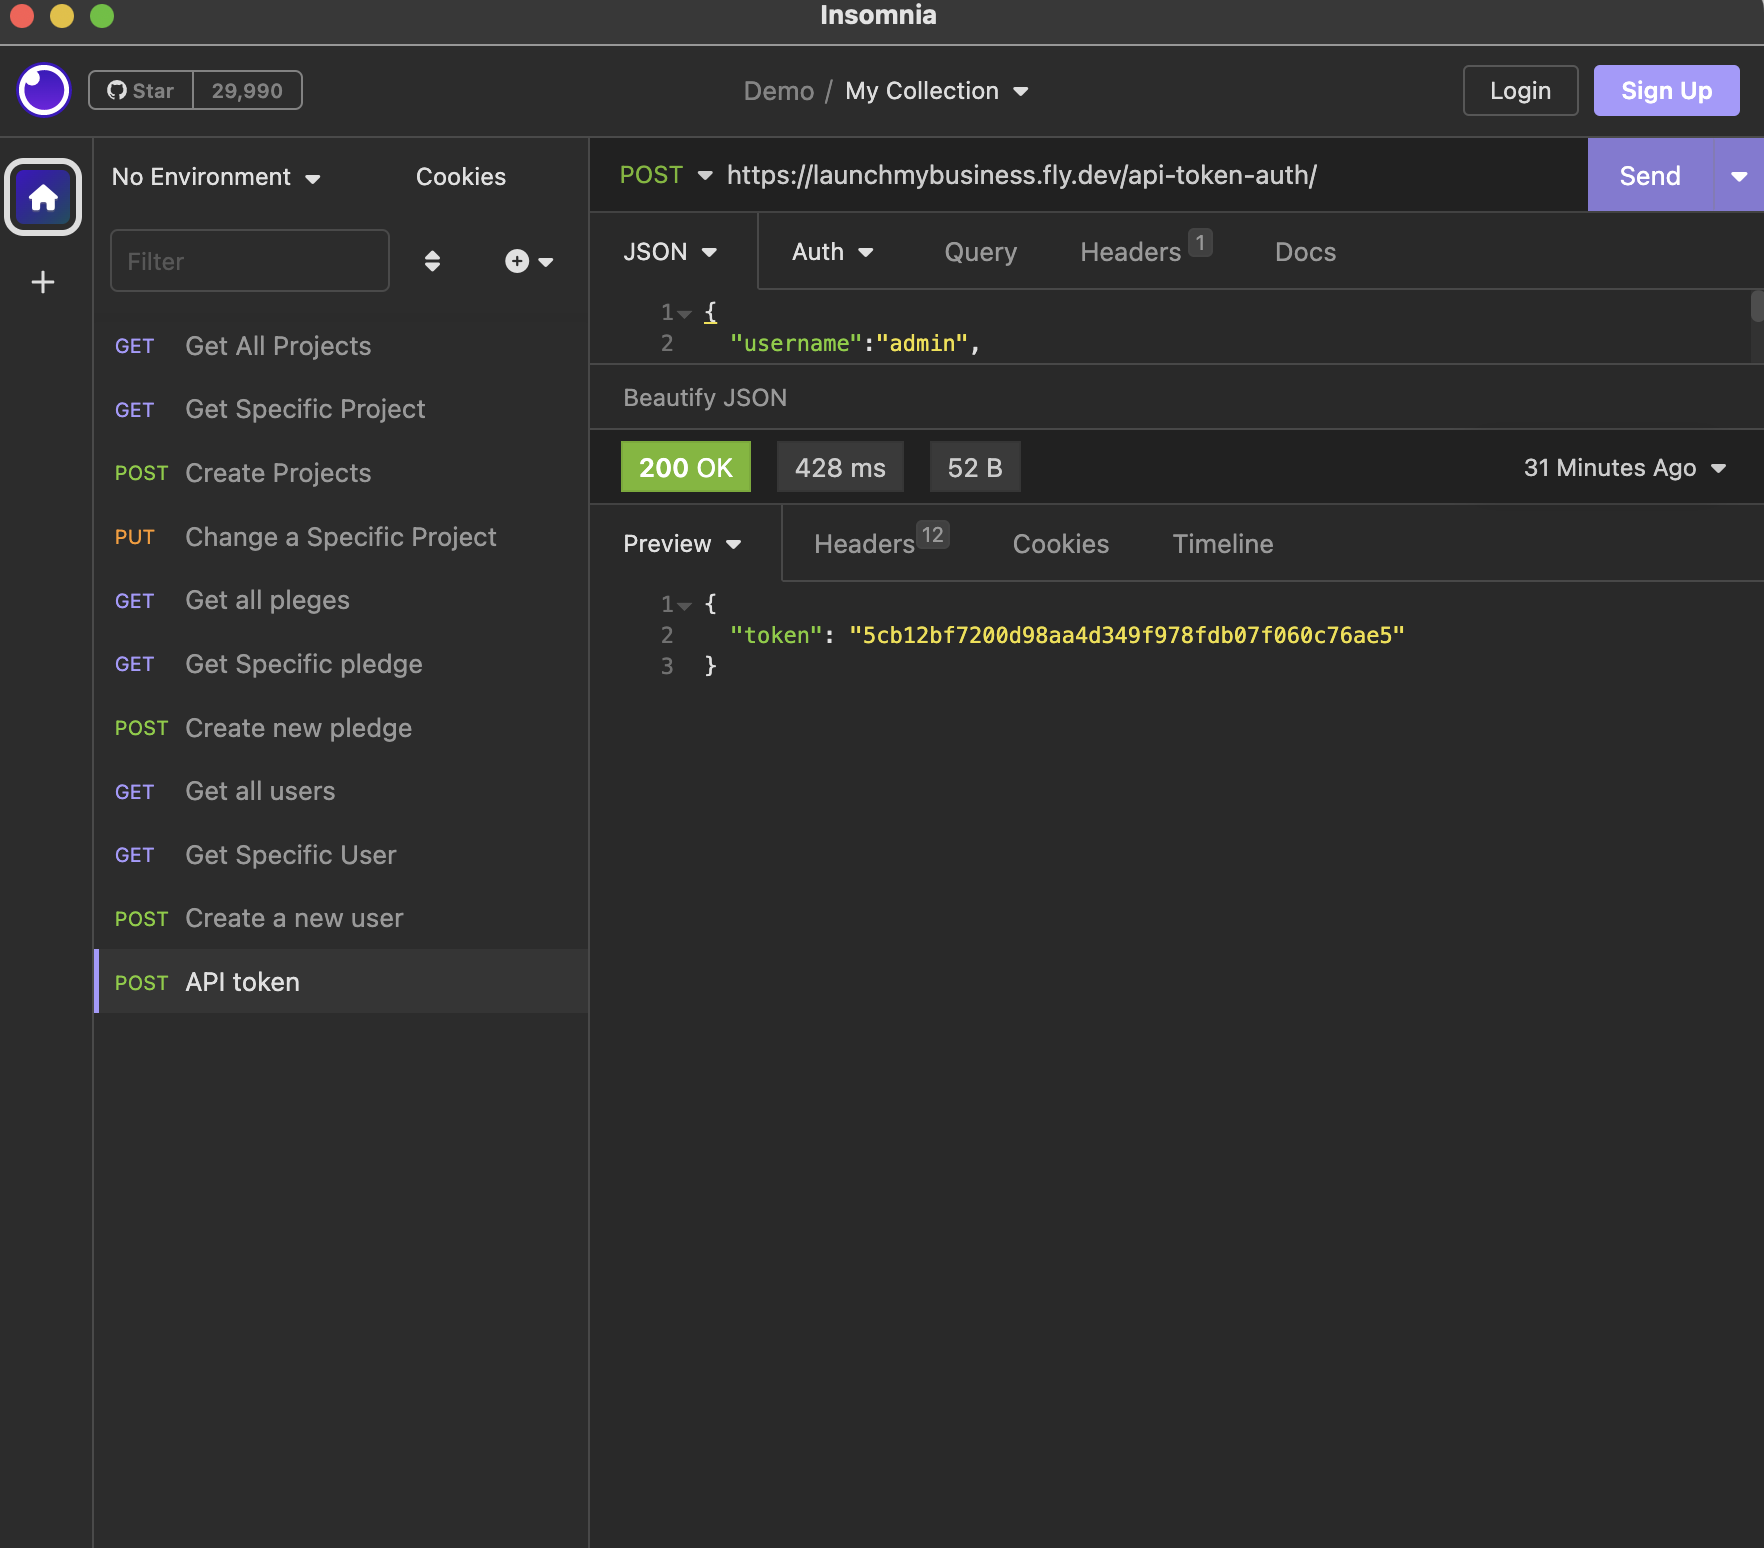 Insomnia
Star 29,990
Demo / My Collection
Login
Sign Up
No Environment
Cookies
Filter
GET Get All Projects
GET Get Specific Project
POST Create Projects
PUT Change a Specific Project
GET Get all pleges
GET Get Specific pledge
POST Create new pledge
GET Get all users
GET Get Specific User
POST Create a new user
POST API token
POST https://launchmybusiness.fly.dev/api-token-auth/
Send
JSON Auth Query Headers 1 Docs
1 {
2 "username":"admin",
Beautify JSON
200 OK 428 ms 52 B 31 Minutes Ago
Preview Headers 12 Cookies Timeline
1 {
2 "token": "5cb12bf7200d98aa4d349f978fdb07f060c76ae5"
3 }